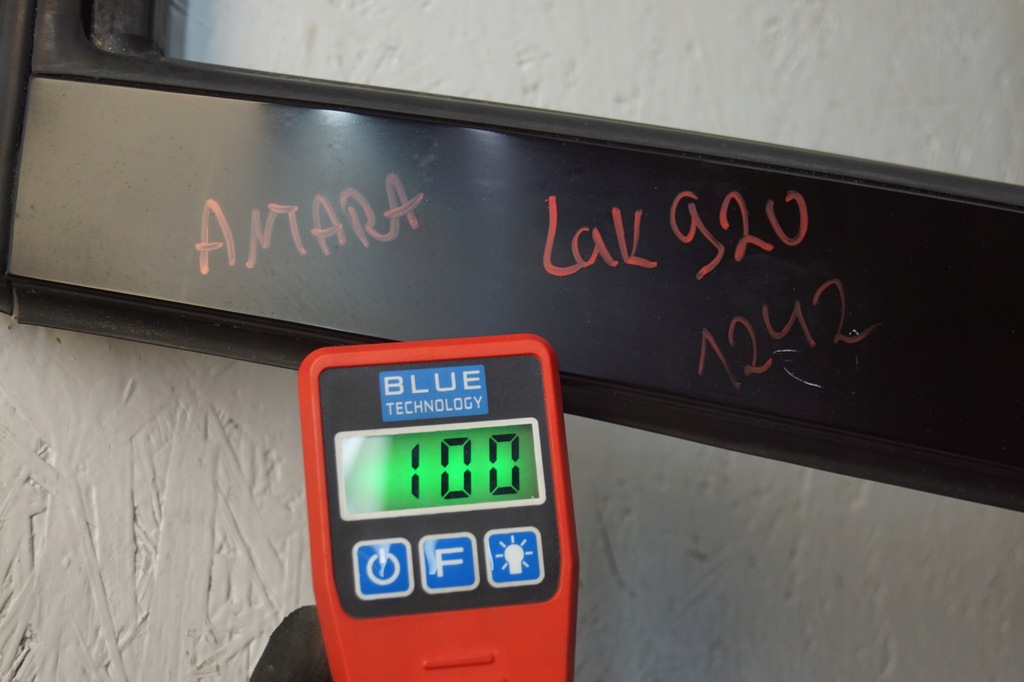 AMARA Lak 920
1242
BLUE
TECHNOLOGY
100
F